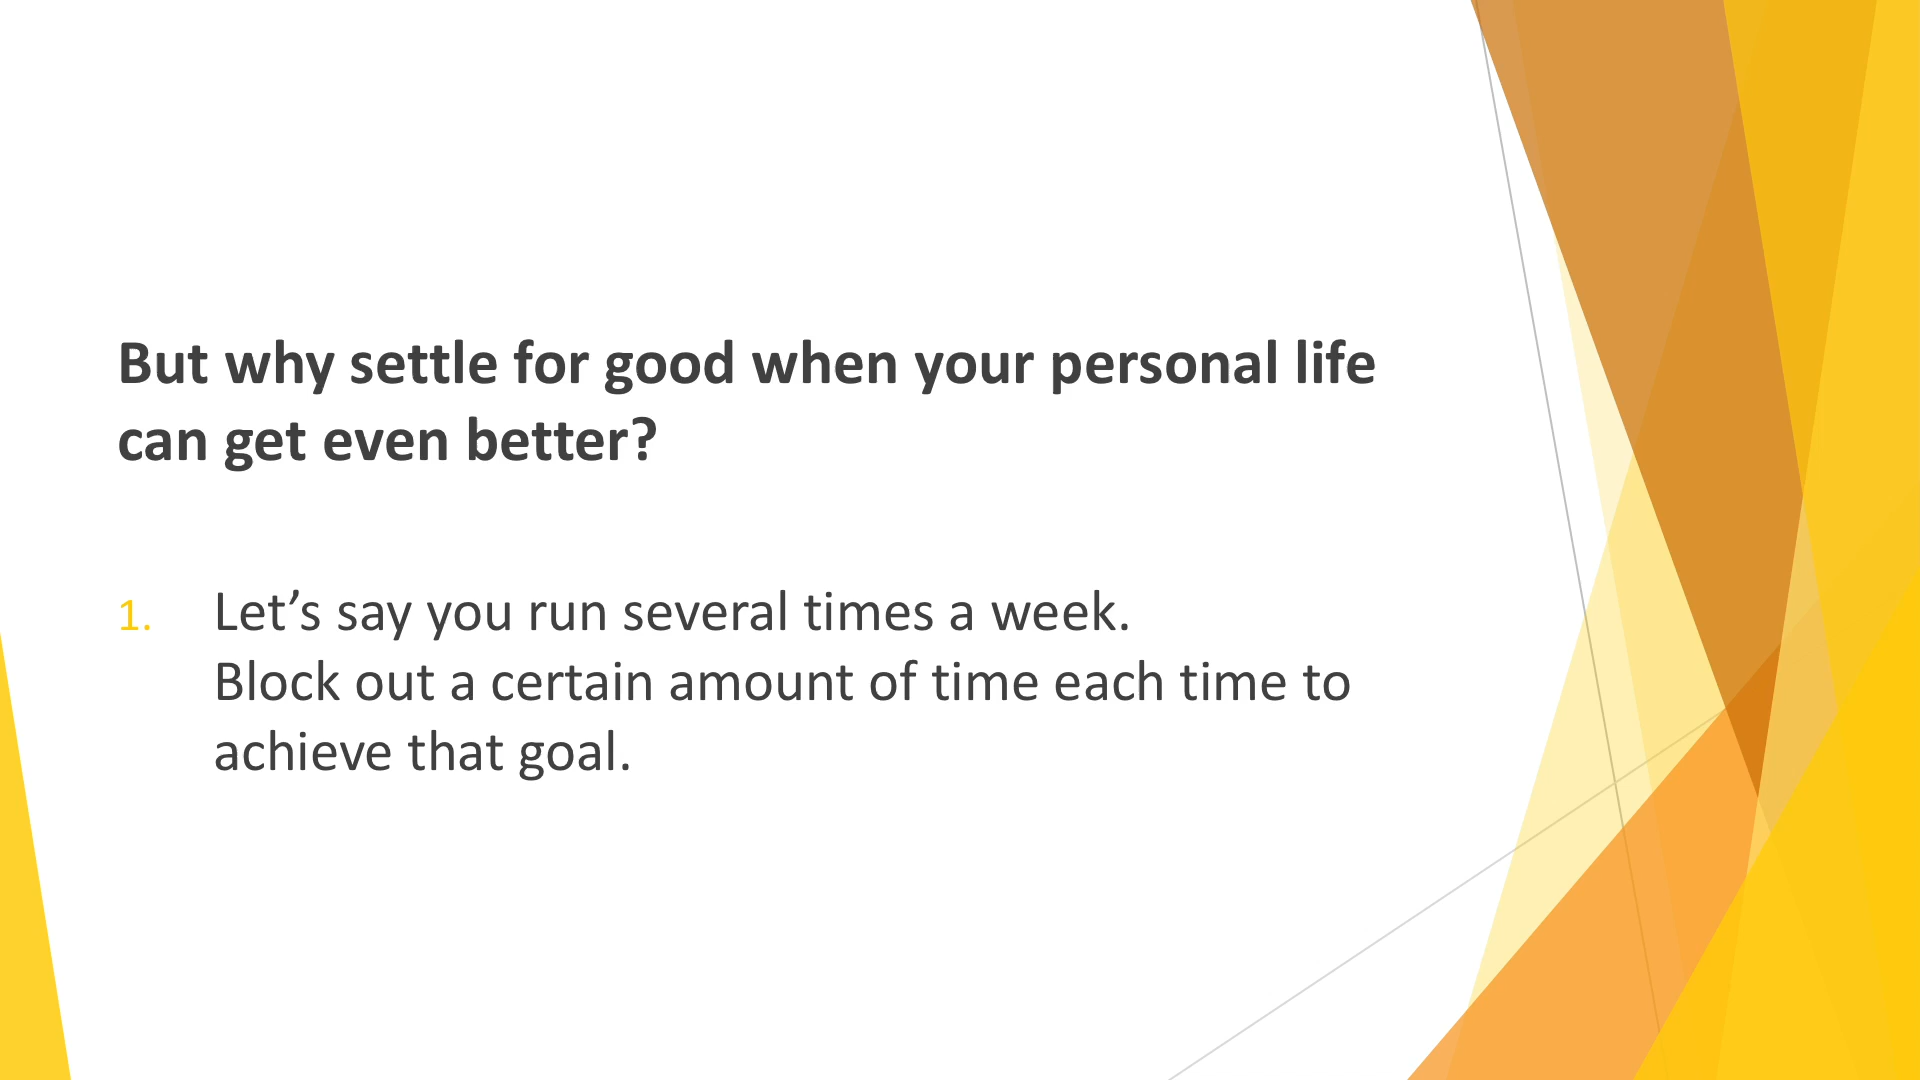 But why settle for good when your personal life
can get even better?
1. Let’s say you run several times a week.
Block out a certain amount of time each time to
achieve that goal.